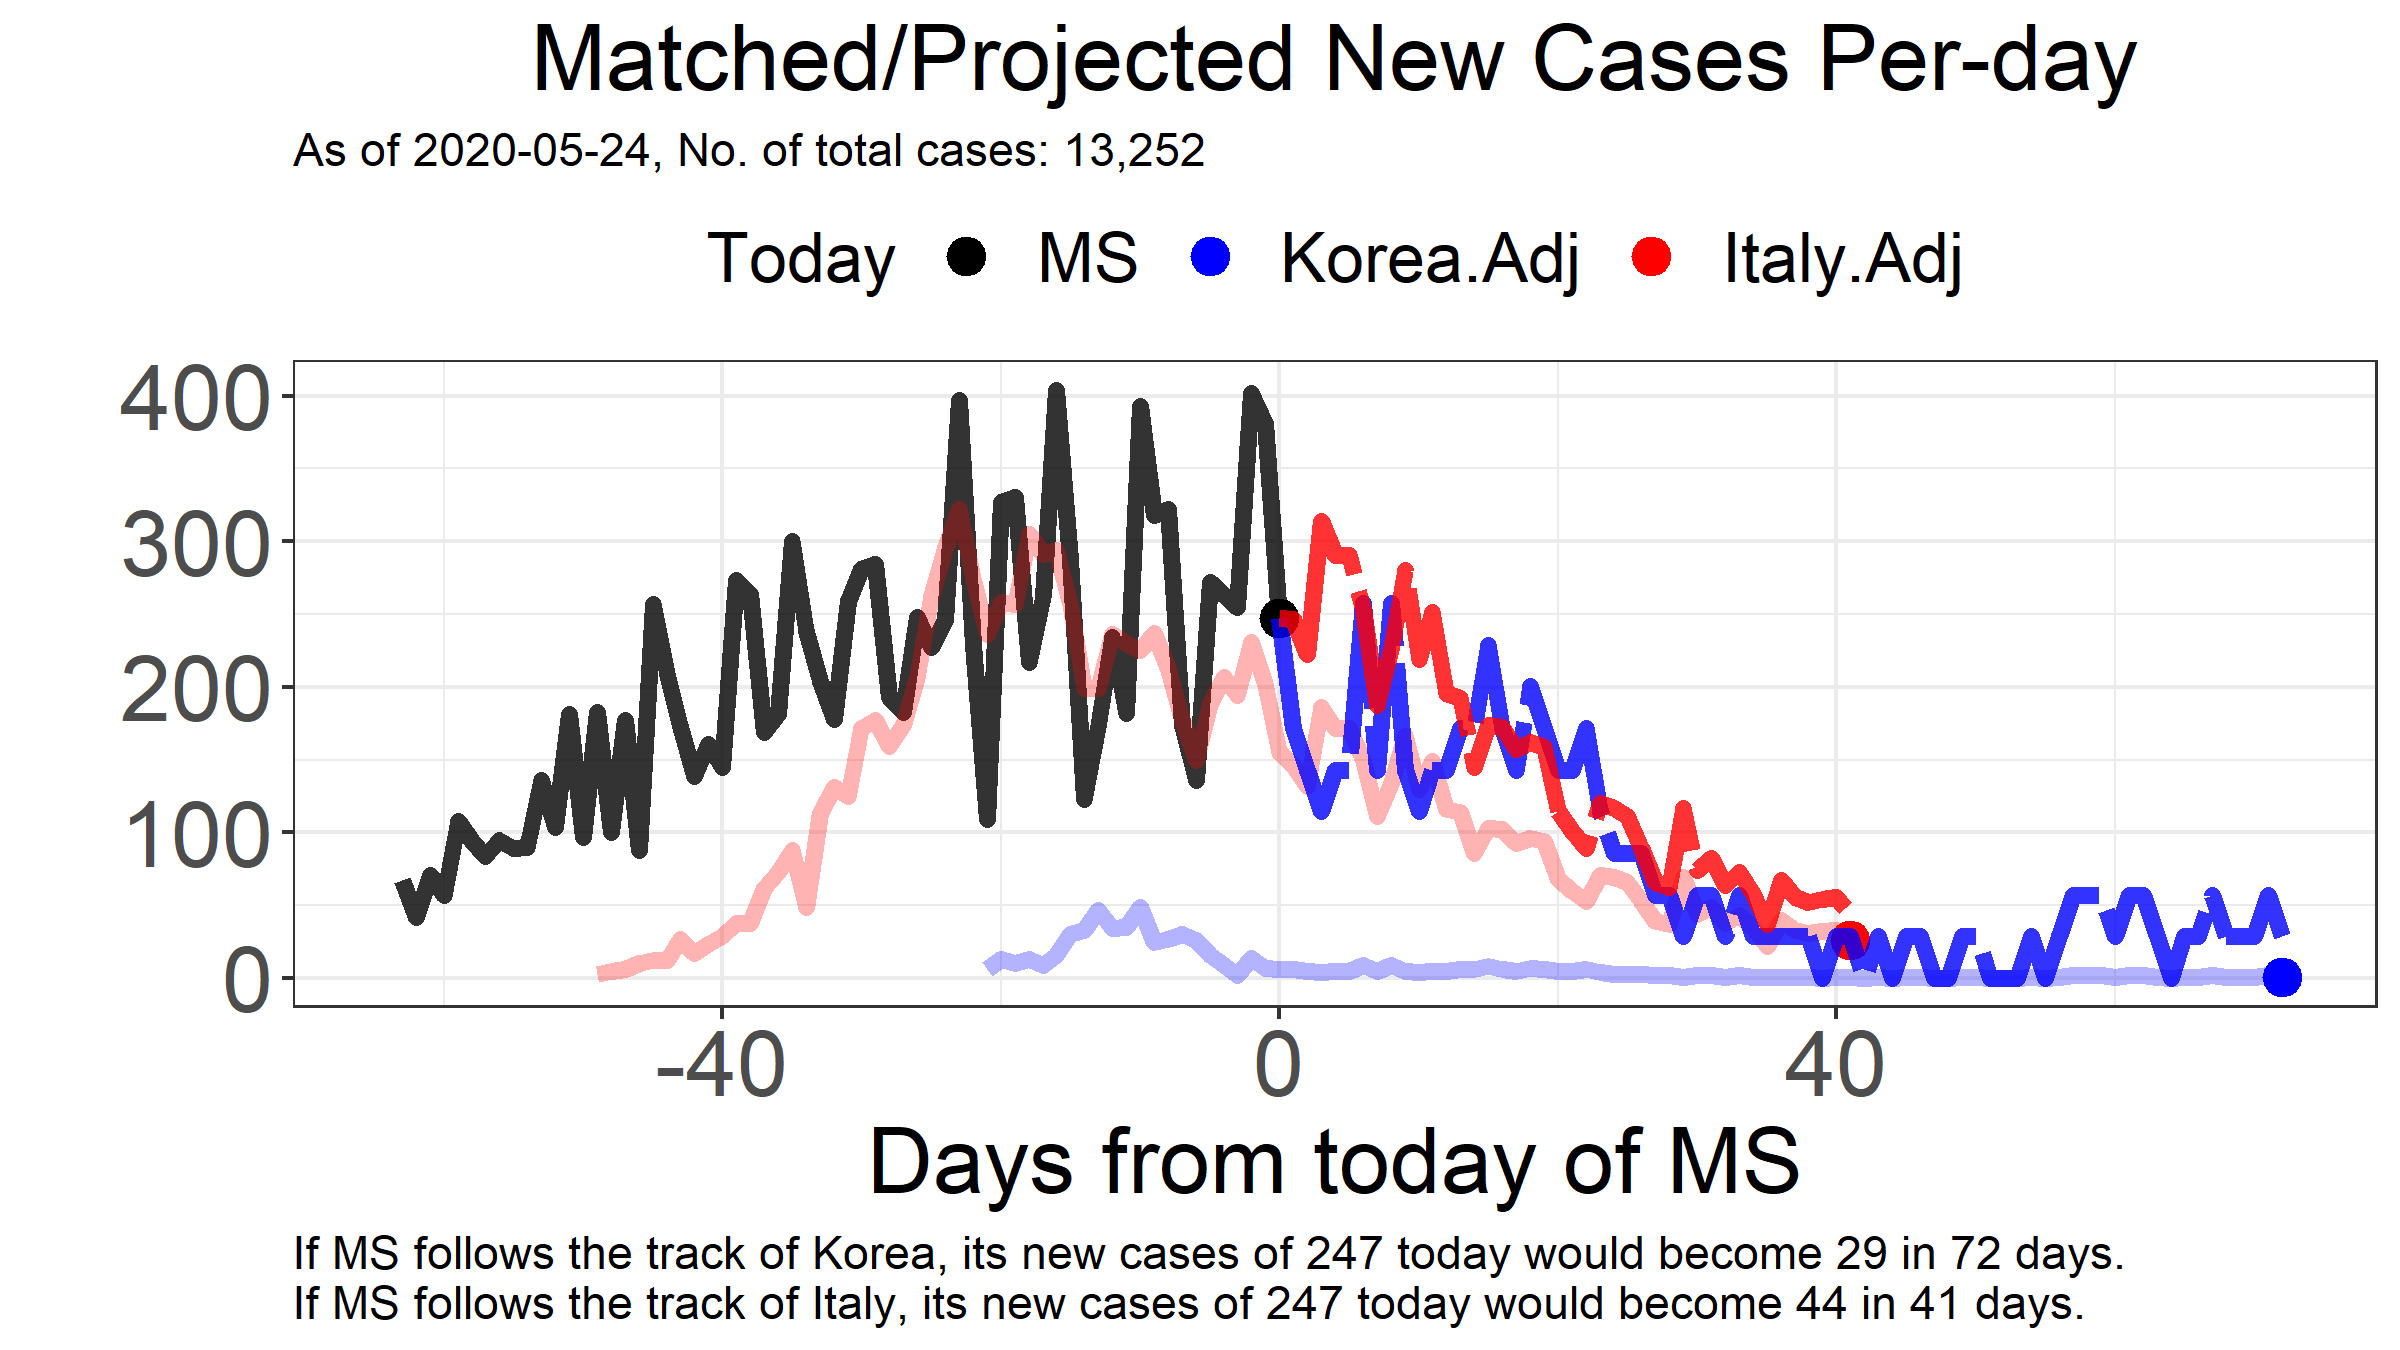 Matched/Projected New Cases Per-day
As of 2020-05-24, No. of total cases: 13,252
Today MS Korea.Adj Italy.Adj
400
300
200
100
0
-40 0 40
Days from today of MS
If MS follows the track of Korea, its new cases of 247 today would become 29 in 72 days.
If MS follows the track of Italy, its new cases of 247 today would become 44 in 41 days.